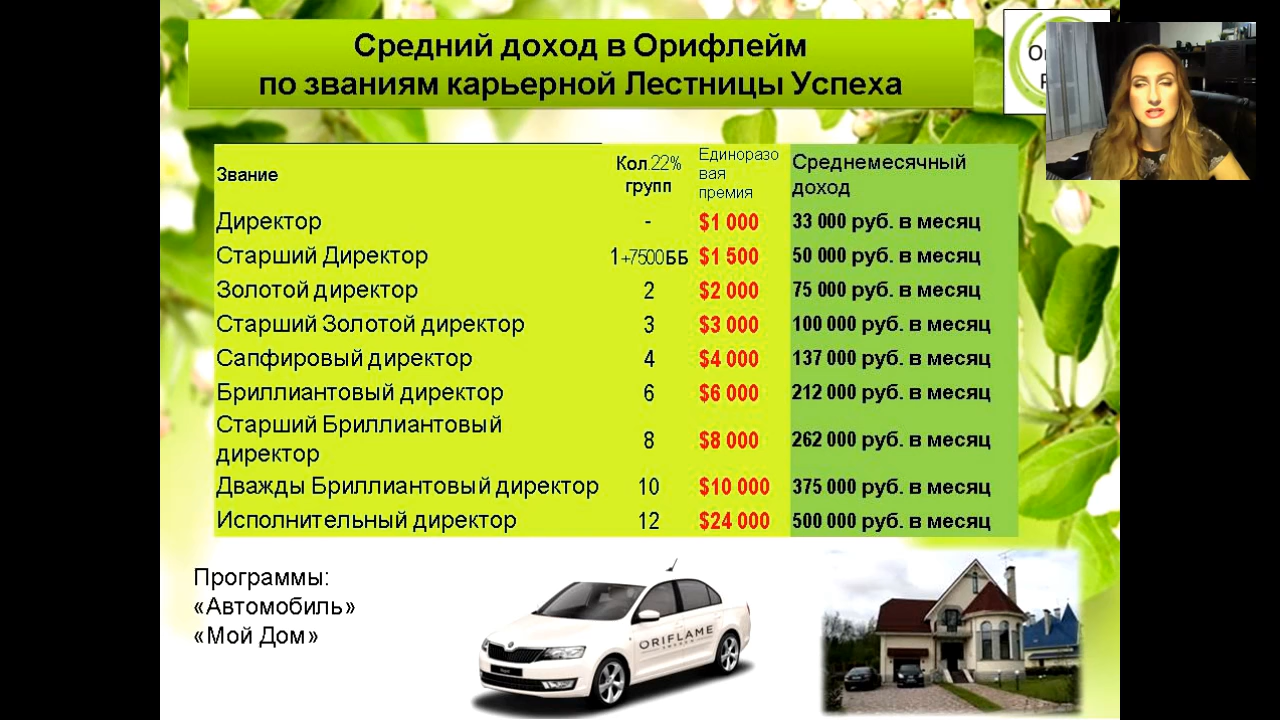 Средний доход в Орифлейм
по званиям карьерной Лестницы Успеха
Звание
Кол.22%
групп
Единоразо
вая
премия
Среднемесячный
доход
Директор - $1 000 33 000 руб. в месяц
Старший Директор 1+7500ББ $1 500 50 000 руб. в месяц
Золотой директор 2 $2 000 75 000 руб. в месяц
Старший Золотой директор 3 $3 000 100 000 руб. в месяц
Сапфировый директор 4 $4 000 137 000 руб. в месяц
Бриллиантовый директор 6 $6 000 212 000 руб. в месяц
Старший Бриллиантовый
директор 8 $8 000 262 000 руб. в месяц
Дважды Бриллиантовый директор 10 $10 000 375 000 руб. в месяц
Исполнительный директор 12 $24 000 500 000 руб. в месяц
Программы:
«Автомобиль»
«Мой Дом»
ORIFLAME